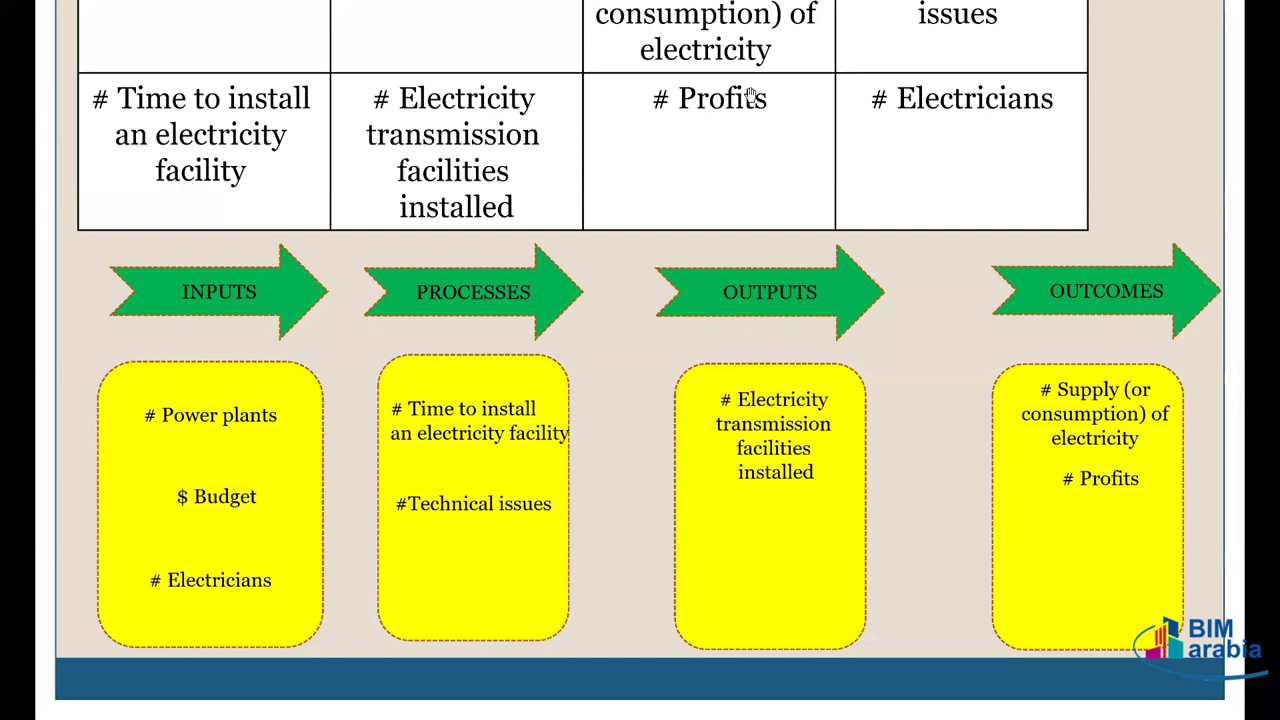 consumption) of
electricity
issues
# Time to install
an electricity
facility
# Electricity
transmission
facilities
installed
# Profits
# Electricians
INPUTS
PROCESSES
OUTPUTS
OUTCOMES
# Power plants
$ Budget
# Electricians
# Time to install
an electricity facility
#Technical issues
# Electricity
transmission
facilities
installed
# Supply (or
consumption) of
electricity
# Profits
BIM
arabia